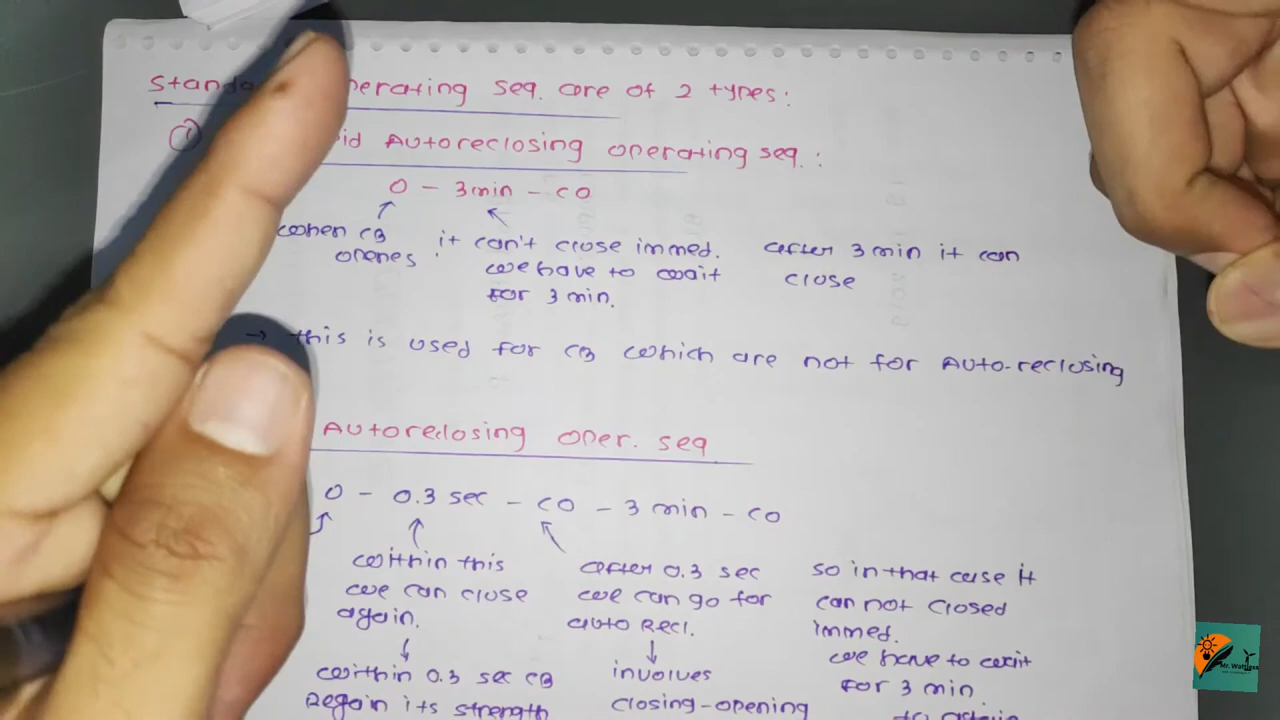 Operating seq. are of 2 types:
① Autoreclosing operating seq. :
O - 3min - CO
when CB opens
it can't close immed. we have to wait for 3 min.
after 3 min it can close
→ this is used for CB which are not for Auto-reclosing
Autoreclosing oper. seq
O - 0.3 sec - CO - 3 min - CO
within this we can close again.
↓
within 0.3 sec CB Regain its strength
after 0.3 sec we can go for auto Recl.
↓
involves closing-opening
so in that case it can not closed immed.
we have to wait for 3 min
Mr. Wattless